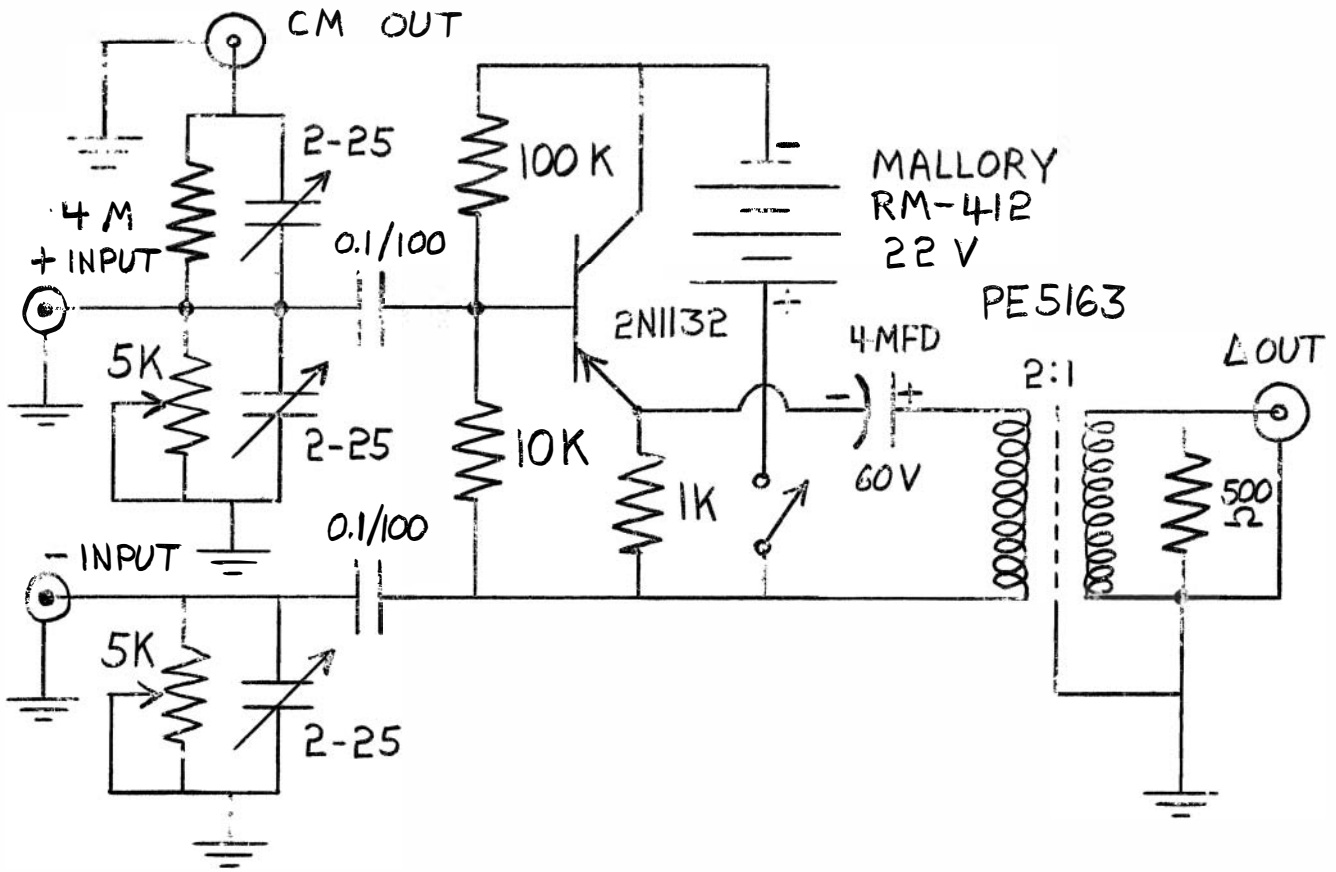 CM OUT
2-25
4 M
+ INPUT
0.1/100
100K
-
MALLORY
RM-412
22 V
+
PE5163
2N1132
4-MFD
- +
60V
2:1
Δ OUT
5K
2-25
10K
1K
500
Ω
0.1/100
- INPUT
5K
2-25